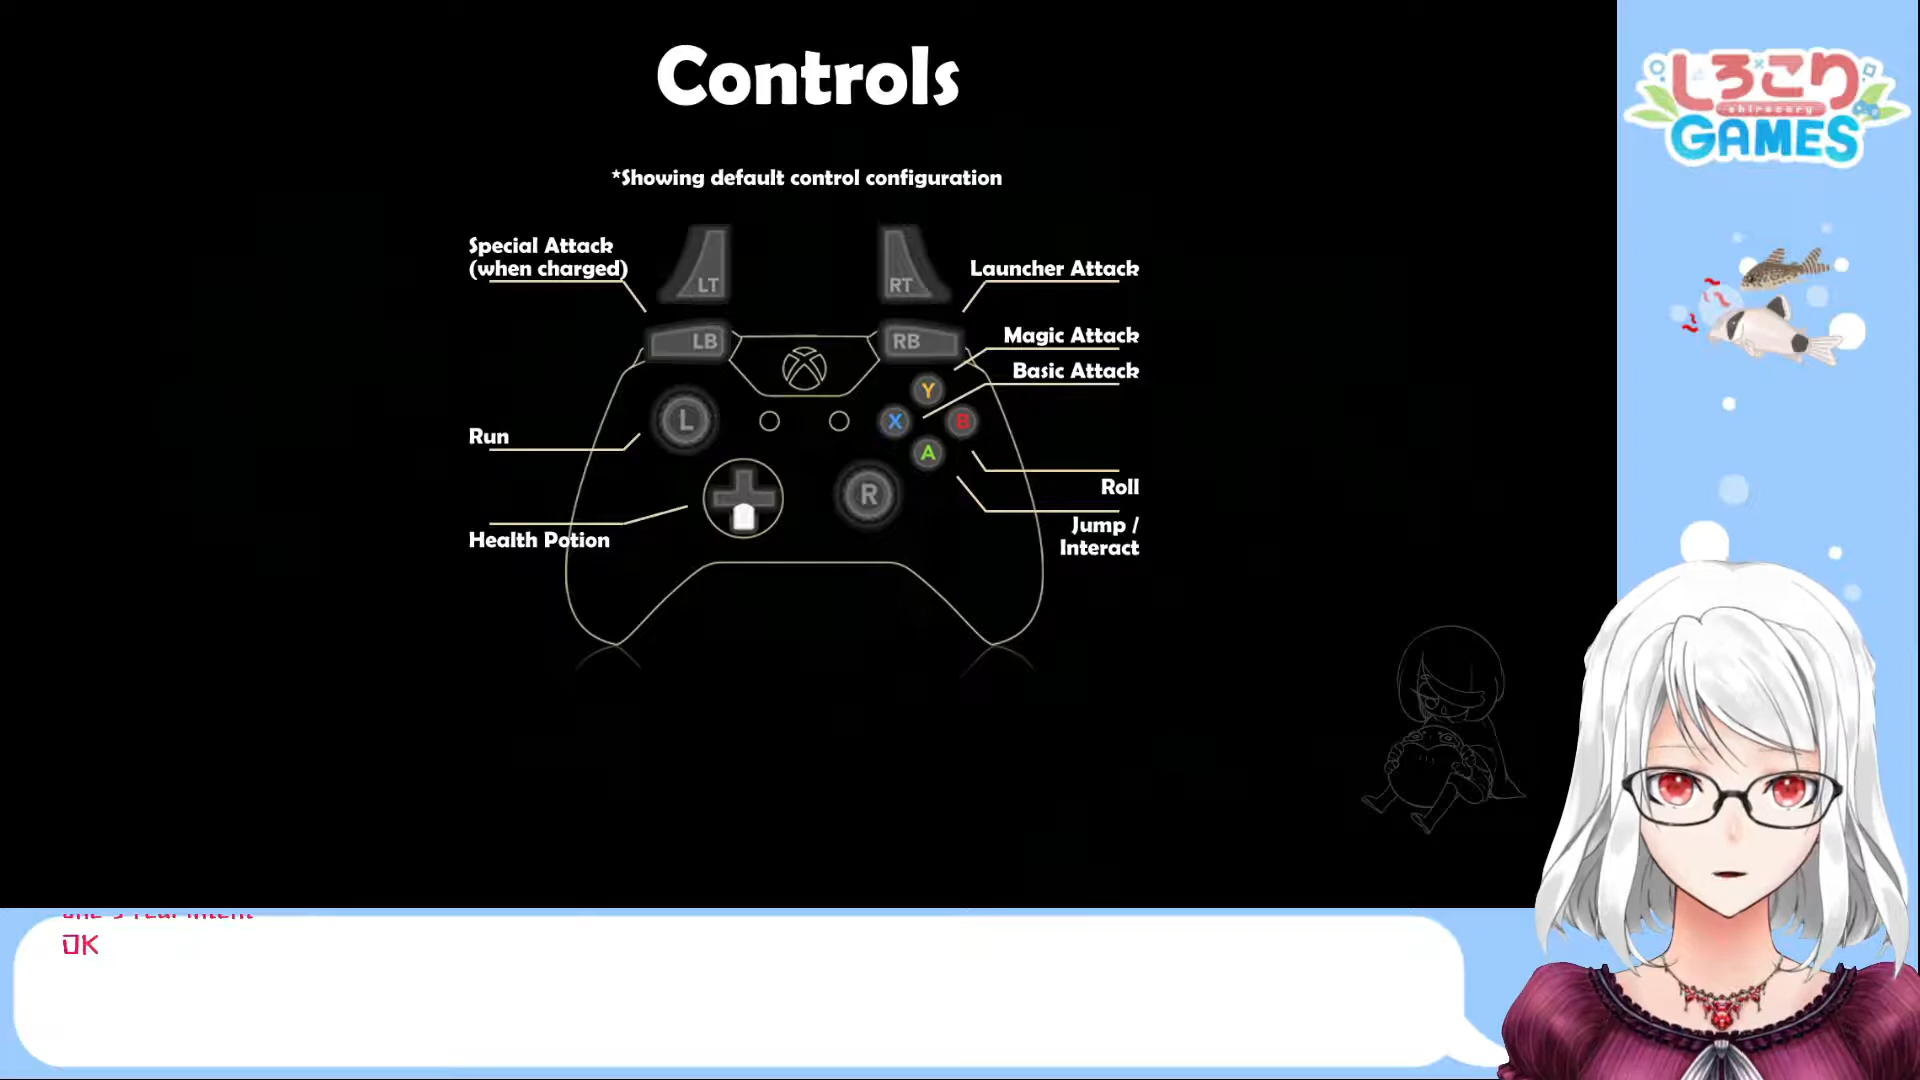 Controls
*Showing default control configuration
Special Attack
(when charged)
LT
RT
Launcher Attack
LB
RB
Magic Attack
Basic Attack
Y
X
B
A
L
R
Run
Health Potion
Roll
Jump /
Interact
しろこり
shirocory
GAMES
OK